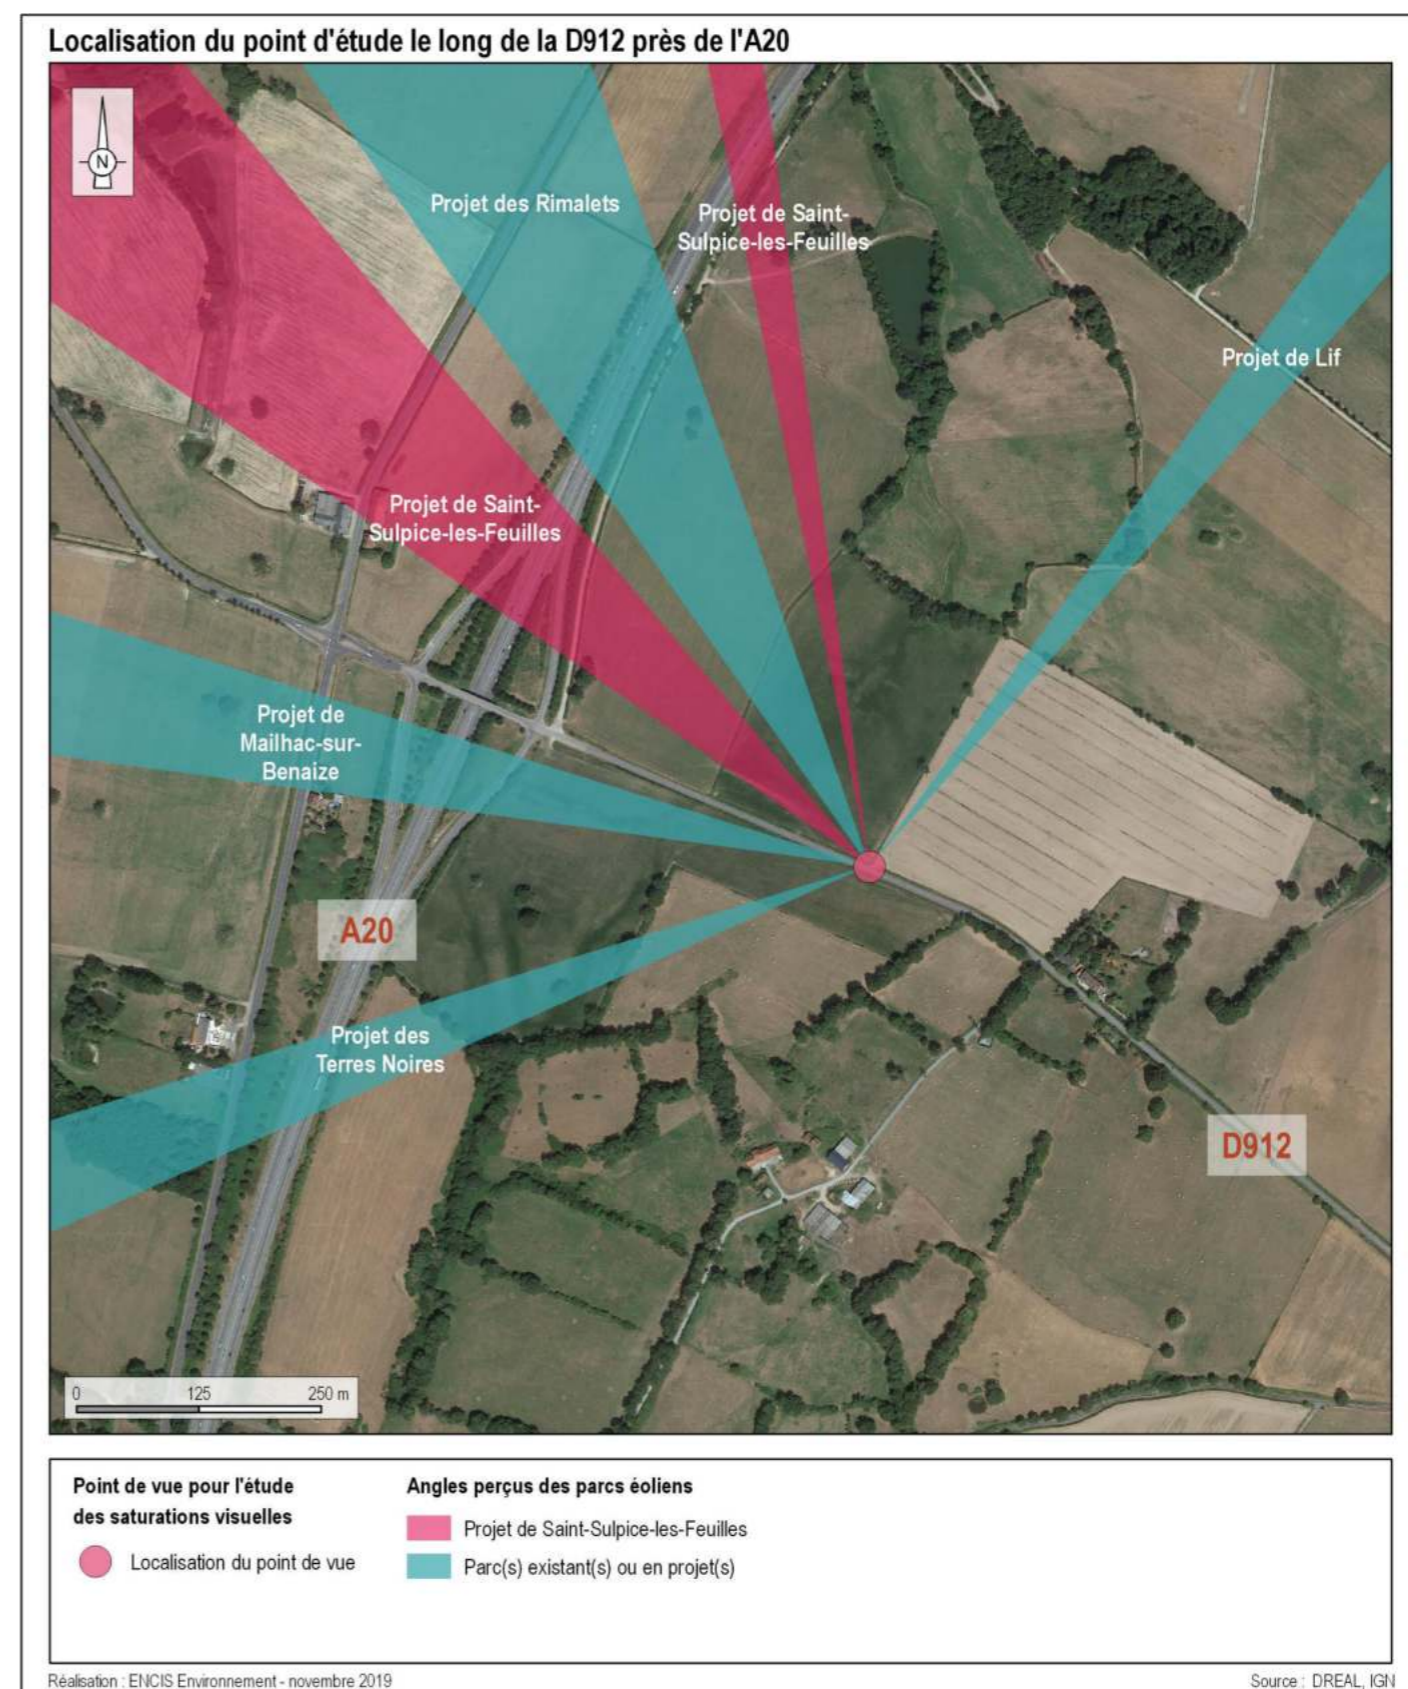 Localisation du point d'étude le long de la D912 près de l'A20
N
Projet des Rimalets
Projet de Saint-
Sulpice-les-Feuilles
Projet de Lif
Projet de Saint-
Sulpice-les-Feuilles
Projet de
Mailhac-sur-
Benaize
A20
Projet des
Terres Noires
D912
0 125 250 m
Point de vue pour l'étude
des saturations visuelles
Localisation du point de vue
Angles perçus des parcs éoliens
Projet de Saint-Sulpice-les-Feuilles
Parc(s) existant(s) ou en projet(s)
Réalisation : ENCIS Environnement - novembre 2019
Source : DREAL, IGN